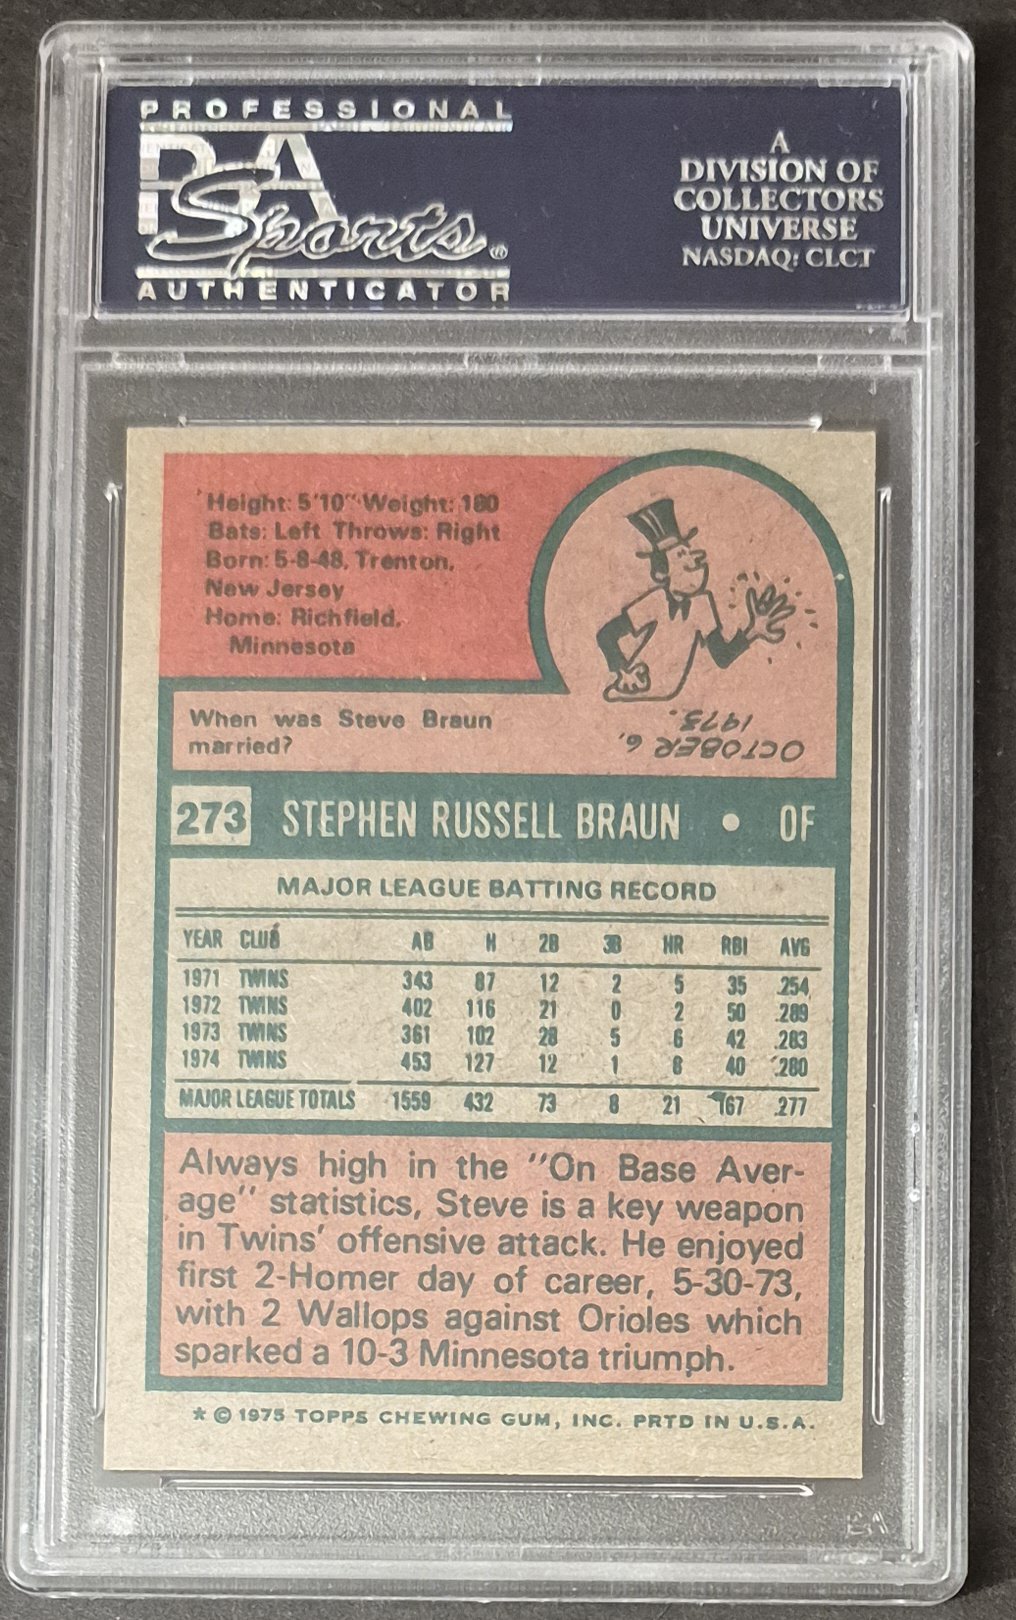 PROFESSIONAL
PSA
Sports®
AUTHENTICATOR
A
DIVISION OF
COLLECTORS
UNIVERSE
NASDAQ: CLCT
Height: 5'10" Weight: 180
Bats: Left Throws: Right
Born: 5-8-48, Trenton,
New Jersey
Home: Richfield,
Minnesota
When was Steve Braun
married?
OCTOBER 6,
1973.
273 STEPHEN RUSSELL BRAUN • OF
MAJOR LEAGUE BATTING RECORD
YEAR CLUB AB H 2B 3B HR RBI AVG
1971 TWINS 343 87 12 2 5 35 .254
1972 TWINS 402 116 21 0 2 50 .289
1973 TWINS 361 102 28 5 6 42 .283
1974 TWINS 453 127 12 1 8 40 .280
MAJOR LEAGUE TOTALS 1559 432 73 8 21 167 .277
Always high in the "On Base Aver-
age" statistics, Steve is a key weapon
in Twins' offensive attack. He enjoyed
first 2-Homer day of career, 5-30-73,
with 2 Wallops against Orioles which
sparked a 10-3 Minnesota triumph.
* © 1975 TOPPS CHEWING GUM, INC. PRTD IN U.S.A.